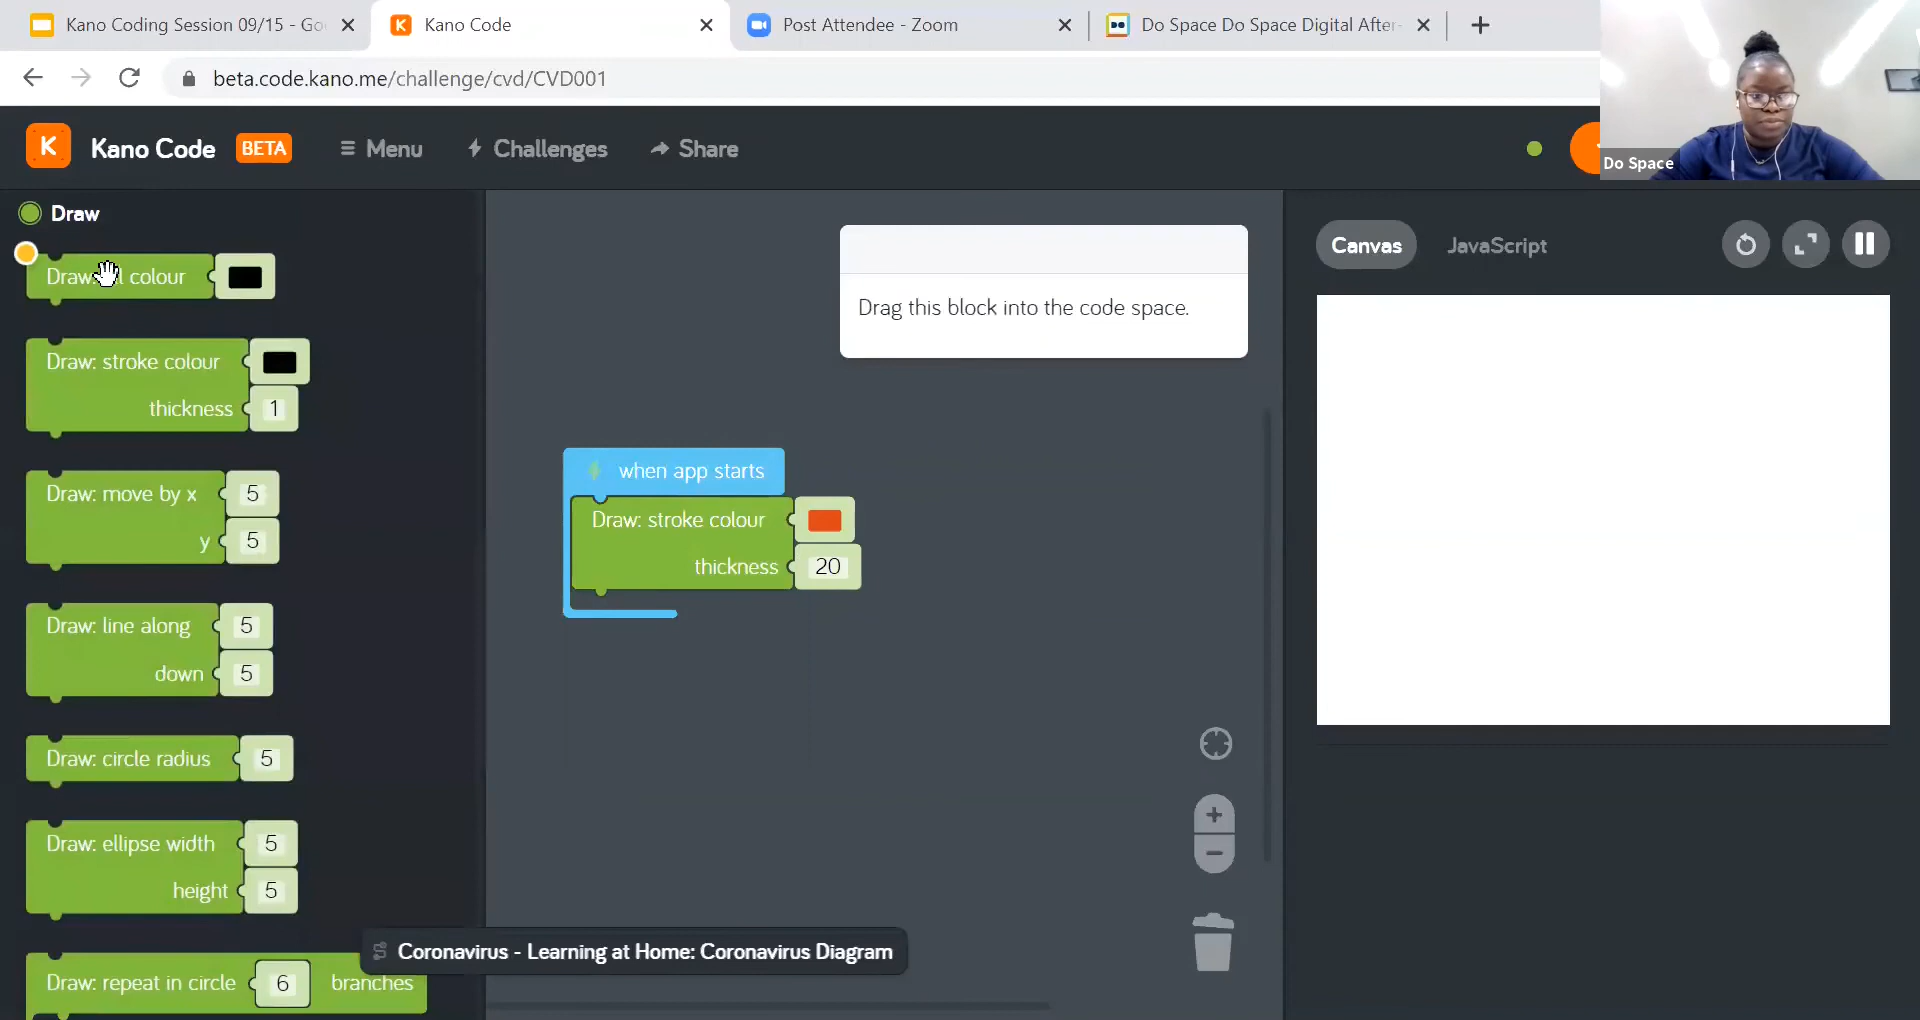 Kano Coding Session 09/15 - Go
Kano Code
Post Attendee - Zoom
Do Space Do Space Digital After-
beta.code.kano.me/challenge/cvd/CVD001
K
Kano Code
BETA
Menu
Challenges
Share
Do Space
Draw
Draw: colour
Draw: stroke colour
thickness 1
Draw: move by x 5
y 5
Draw: line along 5
down 5
Draw: circle radius 5
Draw: ellipse width 5
height 5
Draw: repeat in circle 6 branches
Drag this block into the code space.
when app starts
Draw: stroke colour
thickness 20
Coronavirus - Learning at Home: Coronavirus Diagram
Canvas
JavaScript